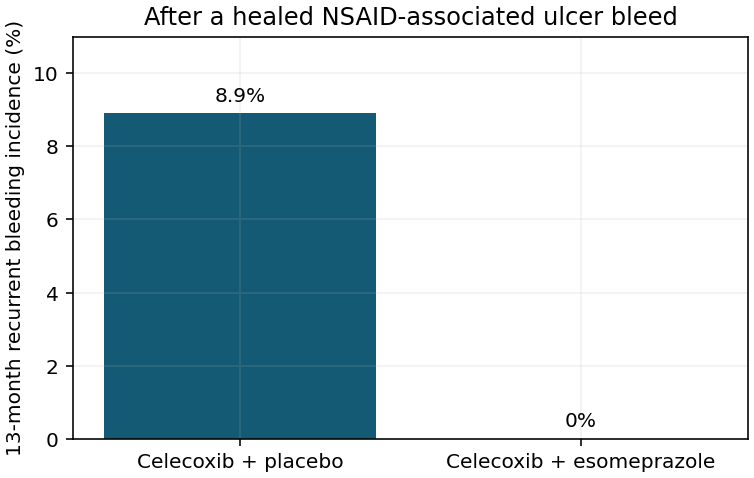 After a healed NSAID-associated ulcer bleed
13-month recurrent bleeding incidence (%)
10
8
6
4
2
0
8.9%
0%
Celecoxib + placebo
Celecoxib + esomeprazole